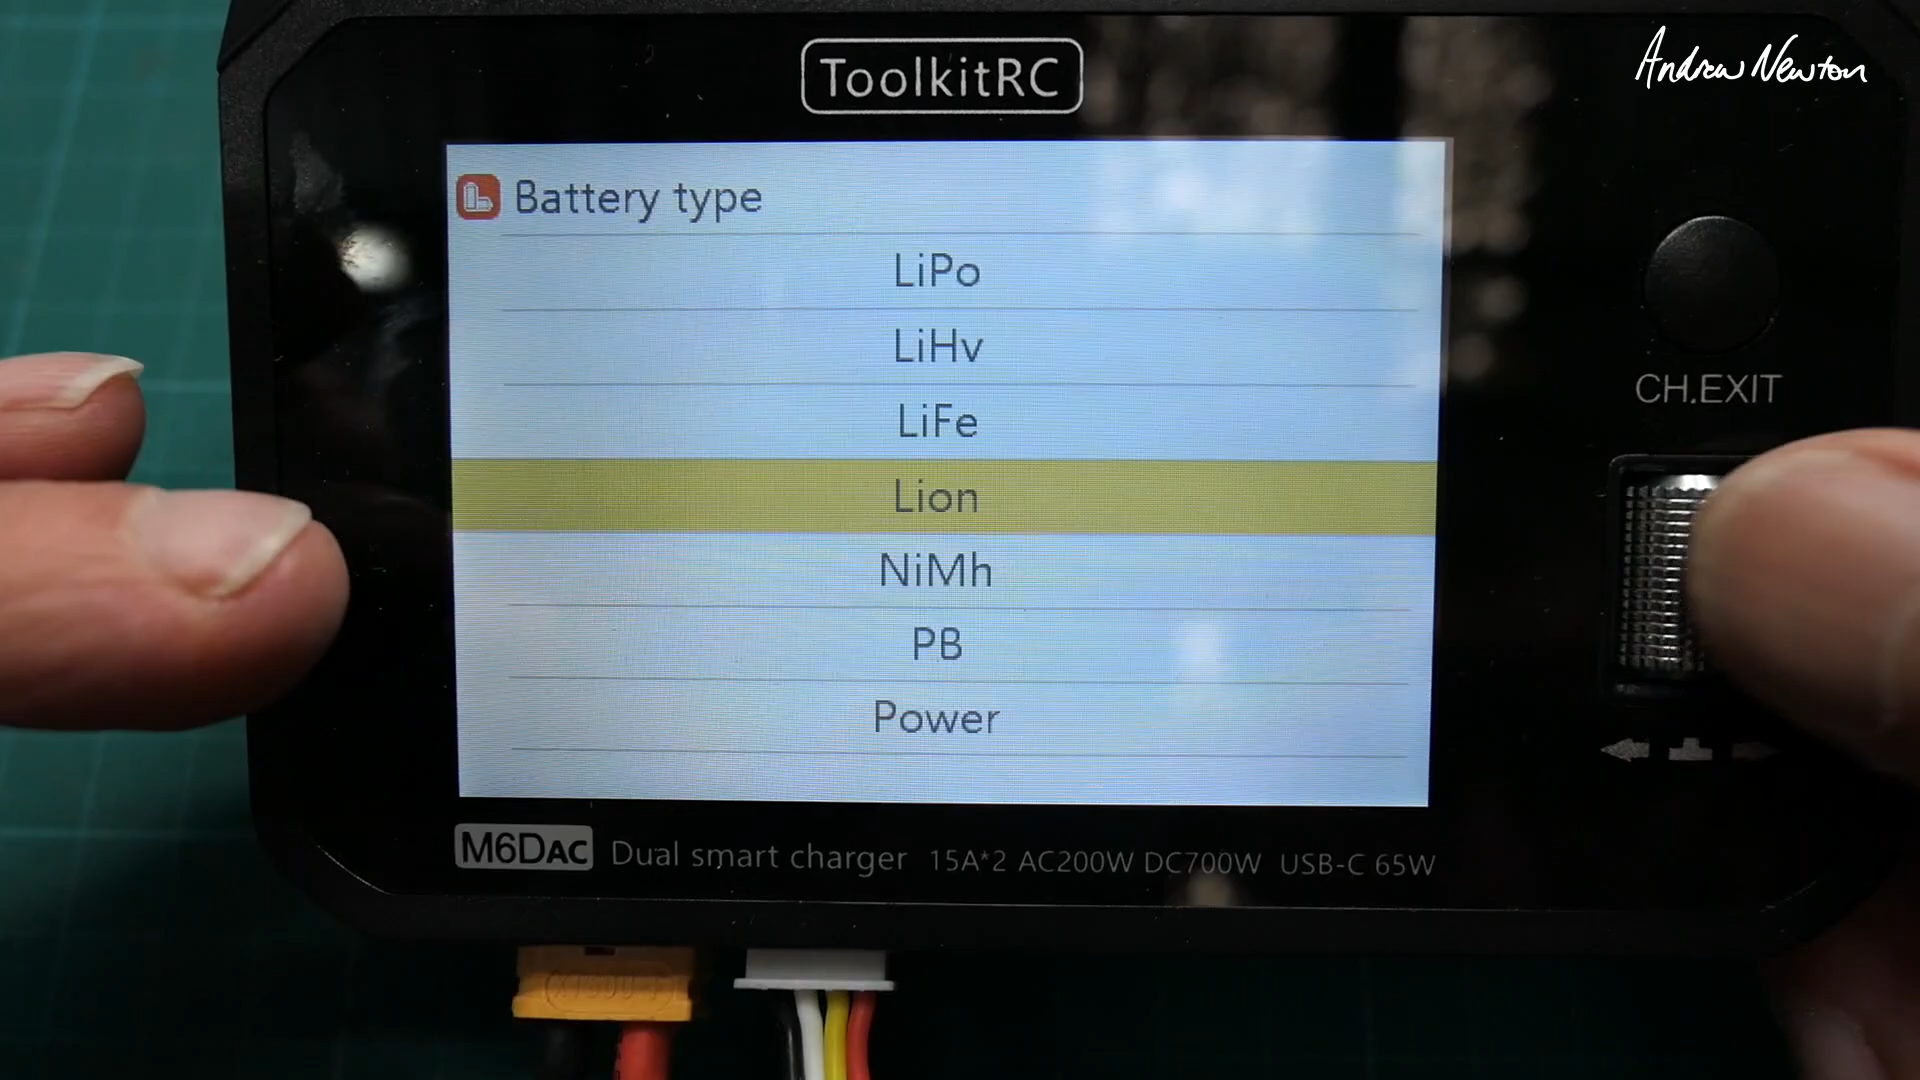 ToolkitRC
Andrew Newton
Battery type
LiPo
LiHv
LiFe
CH.EXIT
Lion
NiMh
PB
Power
M6DAC Dual smart charger 15A*2 AC200W DC700W USB-C 65W